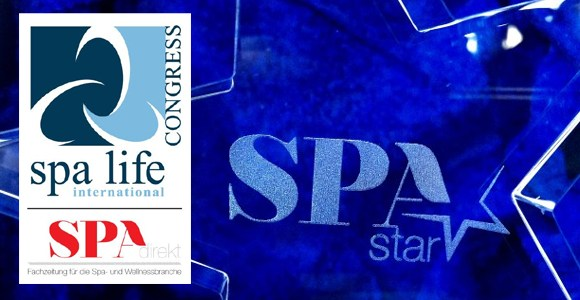 CONGRESS
spa life
international
SPA
direkt
Fachzeitung für die Spa- und Wellnessbranche
SPA
star